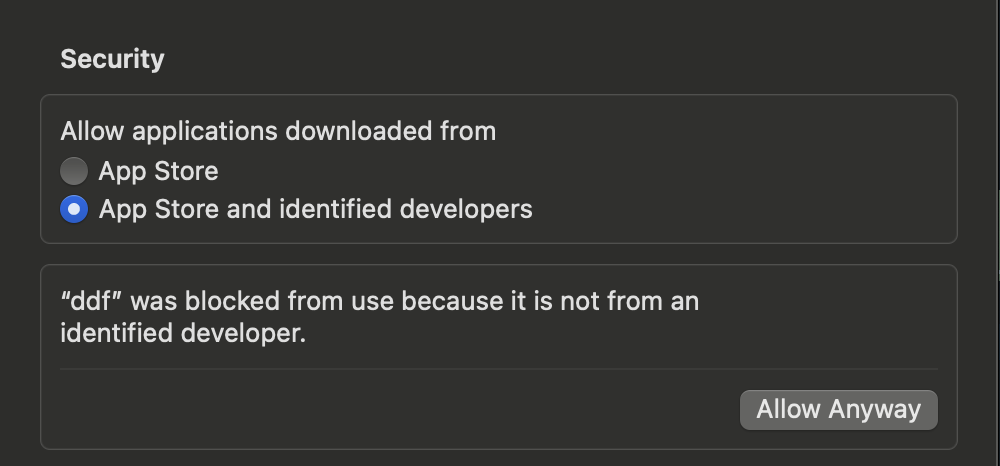 Security
Allow applications downloaded from
App Store
App Store and identified developers
“ddf” was blocked from use because it is not from an
identified developer.
Allow Anyway